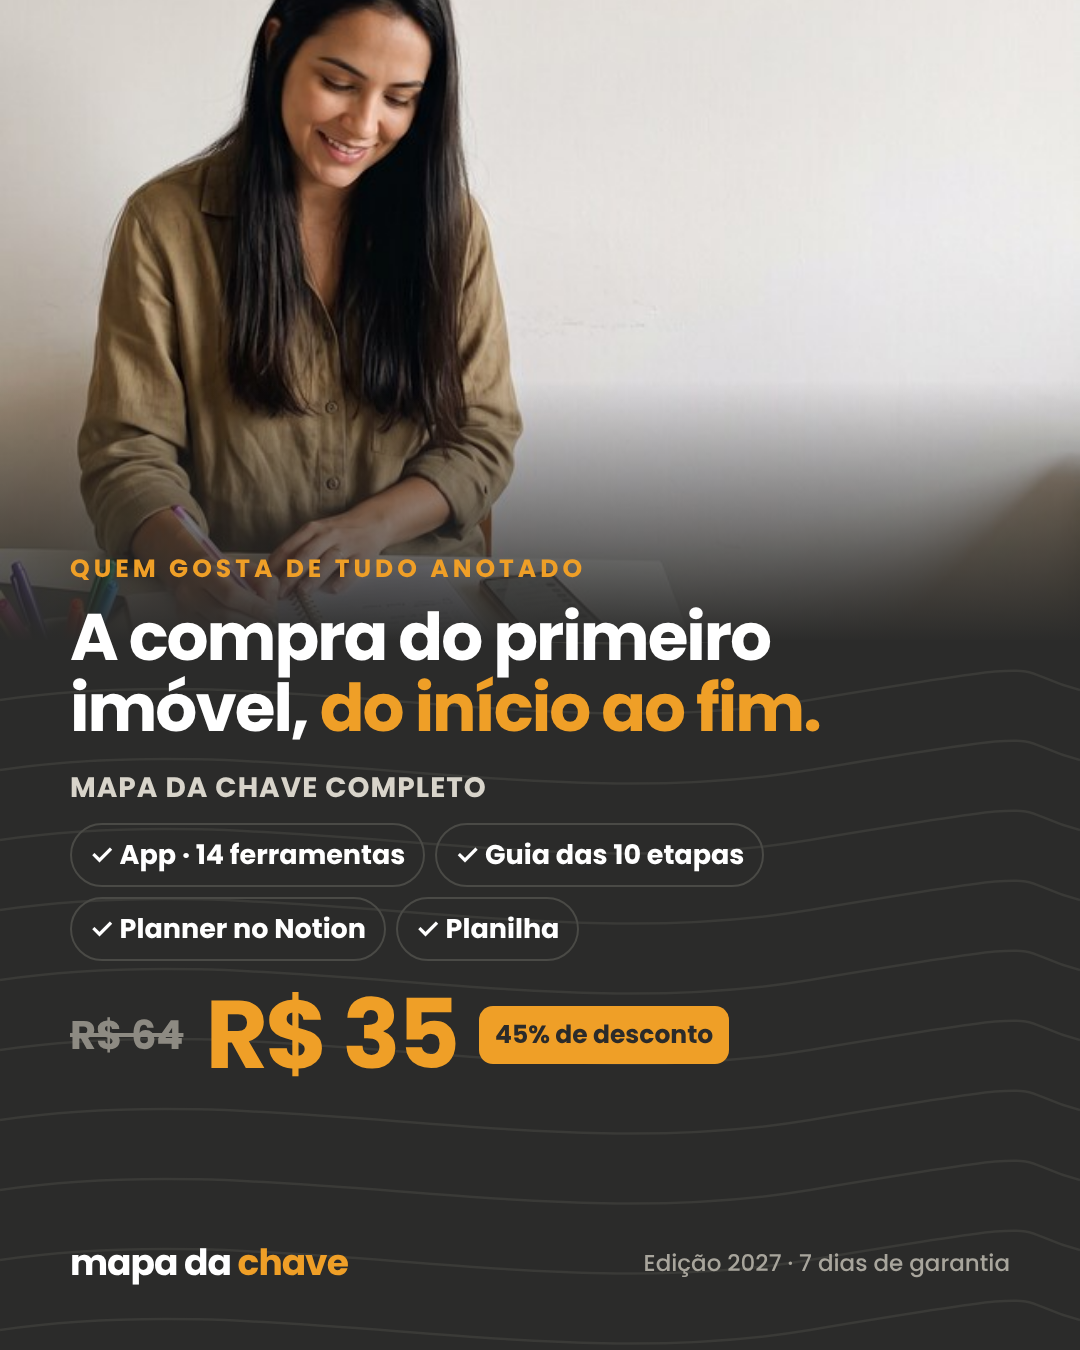 QUEM GOSTA DE TUDO ANOTADO
A compra do primeiro
imóvel, do início ao fim.
MAPA DA CHAVE COMPLETO
✓ App · 14 ferramentas ✓ Guia das 10 etapas
✓ Planner no Notion ✓ Planilha
R$ 64 R$ 35 45% de desconto
mapa da chave Edição 2027 · 7 dias de garantia